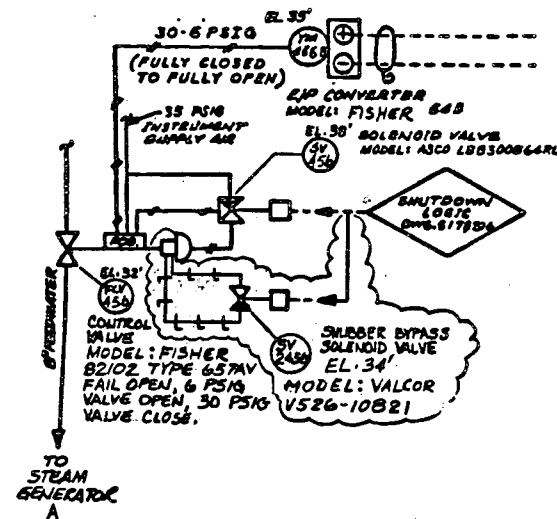 30-6 PSIG
(FULLY CLOSED
TO FULLY OPEN)
EL 35'
TM
466B
+
−
E/P CONVERTER
MODEL: FISHER
35 PSIG
INSTRUMENT
SUPPLY AIR
EL. 38'
SV
456
SOLENOID VALVE
MODEL: ASCO
SHUTDOWN
LOGIC
EL. 32'
FCV
456
CONTROL
VALVE
MODEL: FISHER
82102 TYPE 657AV
FAIL OPEN, 6 PSIG
VALVE OPEN, 30 PSIG
VALVE CLOSE.
FEEDWATER
SV
2456
SNUBBER BYPASS
SOLENOID VALVE
EL. 34'
MODEL: VALCOR
V526-10821
TO
STEAM
GENERATOR
A